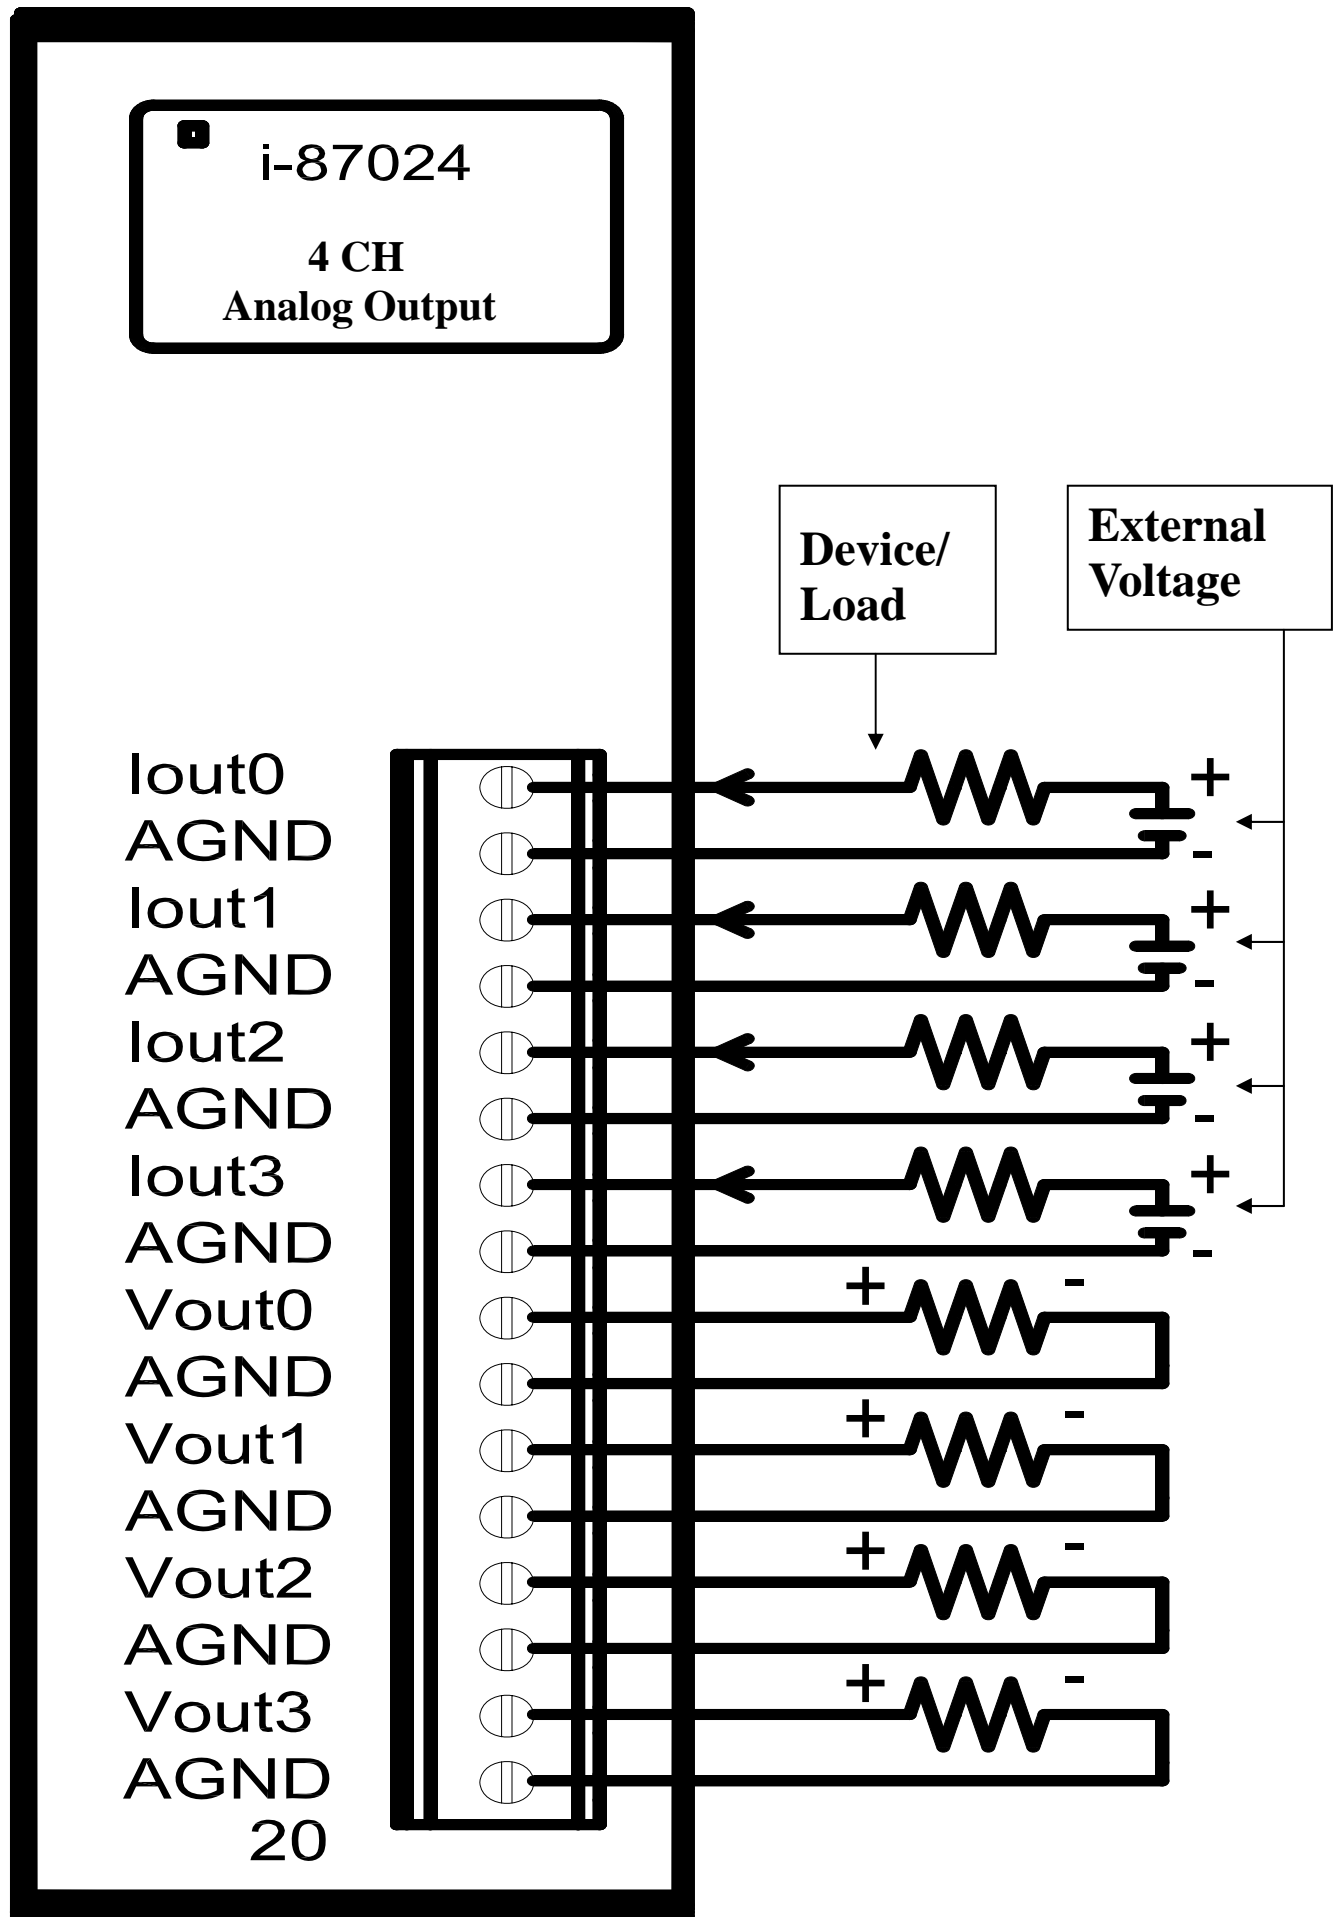 i-87024
4 CH
Analog Output
Device/
Load
External
Voltage
Iout0
+
AGND
-
Iout1
+
AGND
-
Iout2
+
AGND
-
Iout3
+
AGND
-
Vout0
+ -
AGND
Vout1
+ -
AGND
Vout2
+ -
AGND
Vout3
+ -
AGND
20